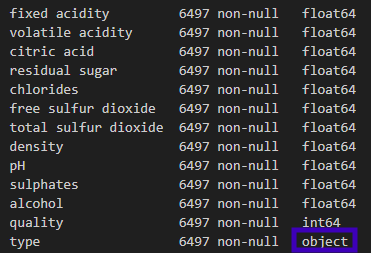 fixed acidity 6497 non-null float64
volatile acidity 6497 non-null float64
citric acid 6497 non-null float64
residual sugar 6497 non-null float64
chlorides 6497 non-null float64
free sulfur dioxide 6497 non-null float64
total sulfur dioxide 6497 non-null float64
density 6497 non-null float64
pH 6497 non-null float64
sulphates 6497 non-null float64
alcohol 6497 non-null float64
quality 6497 non-null int64
type 6497 non-null object